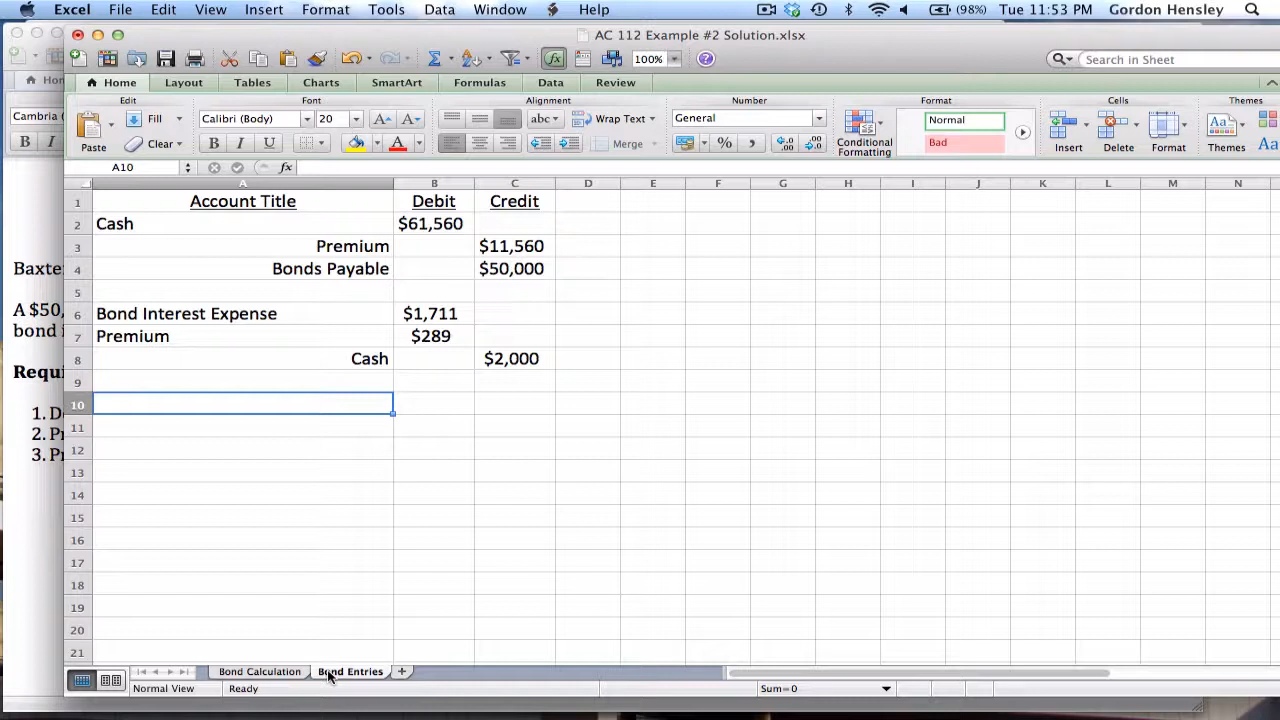 Excel File Edit View Insert Format Tools Data Window Help (98%) Tue 11:53 PM Gordon Hensley
AC 112 Example #2 Solution.xlsx
100% Search in Sheet
Home Layout Tables Charts SmartArt Formulas Data Review
Edit Font Alignment Number Format Cells Themes
Cambria Paste Fill Calibri (Body) 20 abc Wrap Text General Conditional Formatting Normal Insert Delete Format Themes Aa
B I Clear B I U A Merge % Bad
A10 fx
A B C D E F G H I J K L M N
1 Account Title Debit Credit
2 Cash $61,560
3 Premium $11,560
Baxte 4 Bonds Payable $50,000
5
A $50, 6 Bond Interest Expense $1,711
bond i 7 Premium $289
8 Cash $2,000
Requi 9
10
1. D 11
2. Pr 12
3. Pr 13
14
15
16
17
18
19
20
21
Bond Calculation Bond Entries +
Normal View Ready Sum=0